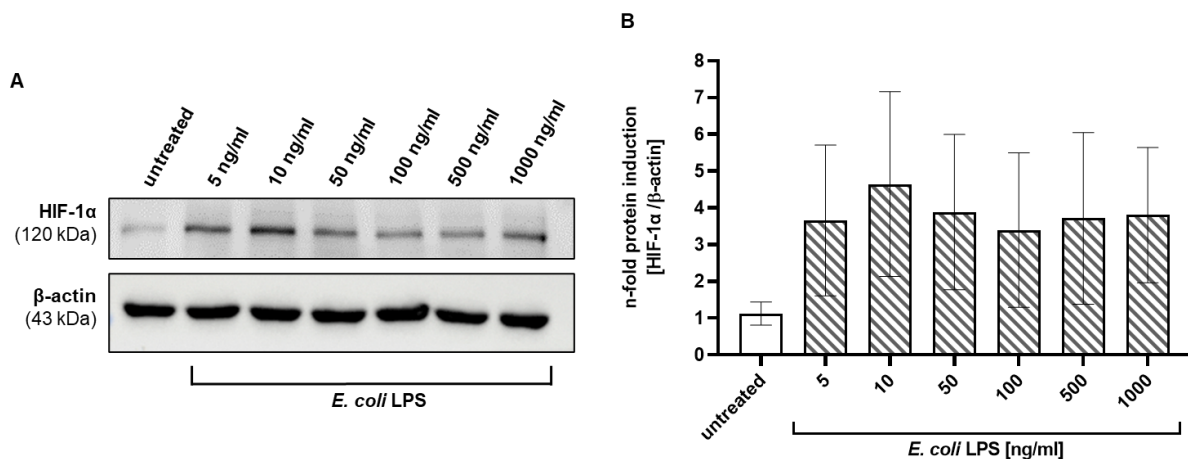 A
untreated
5 ng/ml
10 ng/ml
50 ng/ml
100 ng/ml
500 ng/ml
1000 ng/ml
HIF-1α
(120 kDa)
β-actin
(43 kDa)
E. coli LPS
B
n-fold protein induction
[HIF-1α/β-actin]
8
7
6
5
4
3
2
1
0
untreated
5
10
50
100
500
1000
E. coli LPS [ng/ml]